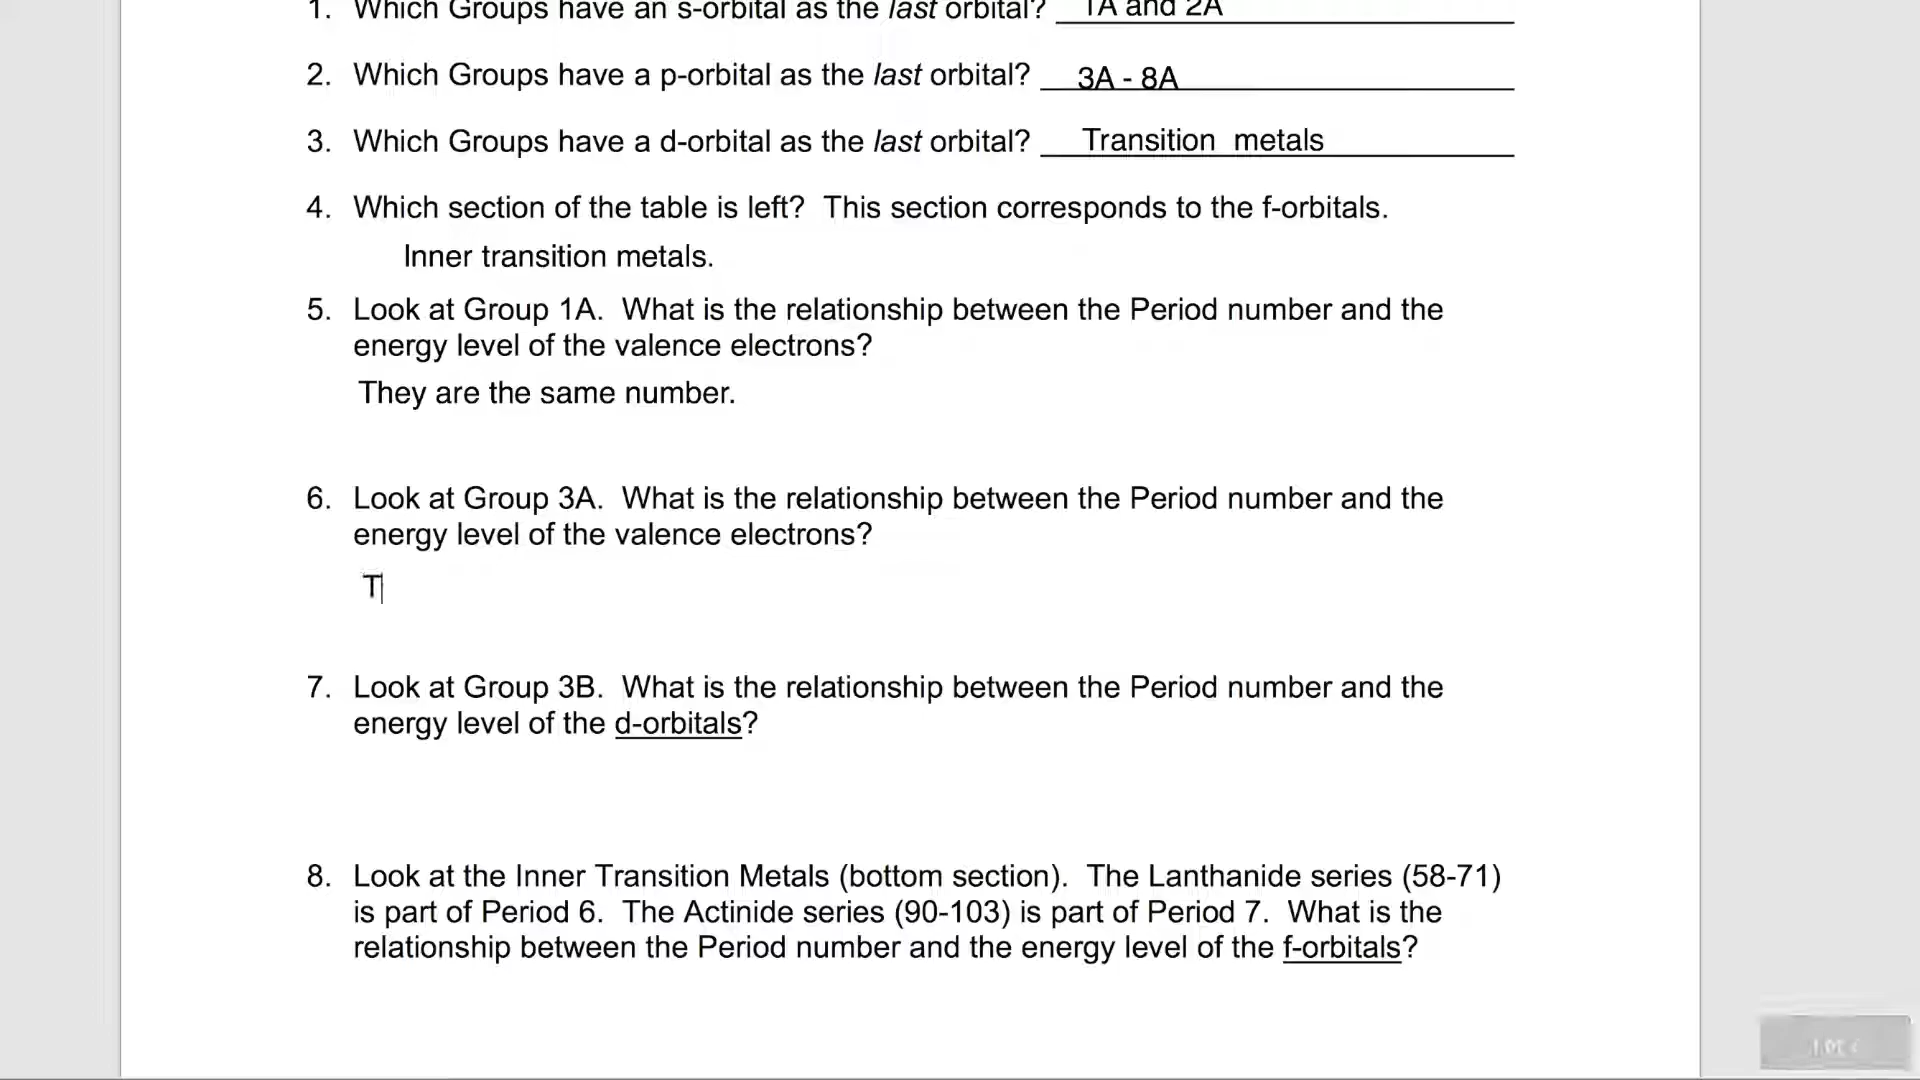 1. Which Groups have an s-orbital as the last orbital? 1A and 2A
2. Which Groups have a p-orbital as the last orbital? 3A - 8A
3. Which Groups have a d-orbital as the last orbital? Transition metals
4. Which section of the table is left? This section corresponds to the f-orbitals.
Inner transition metals.
5. Look at Group 1A. What is the relationship between the Period number and the
energy level of the valence electrons?
They are the same number.
6. Look at Group 3A. What is the relationship between the Period number and the
energy level of the valence electrons?
T
7. Look at Group 3B. What is the relationship between the Period number and the
energy level of the d-orbitals?
8. Look at the Inner Transition Metals (bottom section). The Lanthanide series (58-71)
is part of Period 6. The Actinide series (90-103) is part of Period 7. What is the
relationship between the Period number and the energy level of the f-orbitals?